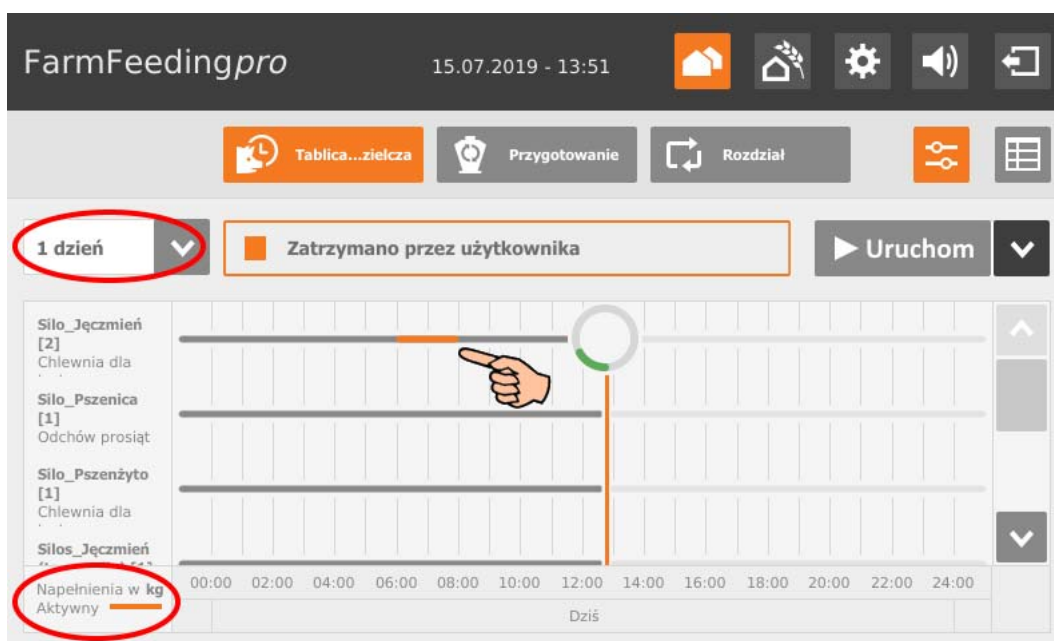 FarmFeedingpro
15.07.2019 - 13:51
Tablica...zielcza
Przygotowanie
Rozdział
1 dzień
Zatrzymano przez użytkownika
Uruchom
Silo_Jęczmień
[2]
Chlewnia dla
Silo_Pszenica
[1]
Odchów prosiąt
Silo_Pszenżyto
[1]
Chlewnia dla
Silos_Jęczmień
Napełnienia w kg
Aktywny
00:00 02:00 04:00 06:00 08:00 10:00 12:00 14:00 16:00 18:00 20:00 22:00 24:00
Dziś